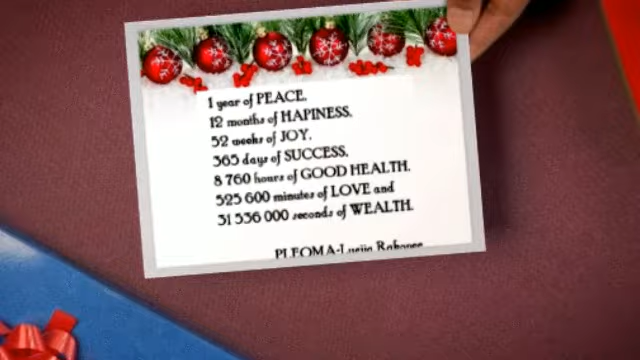 1 year of PEACE,
12 months of HAPINESS,
52 weeks of JOY,
365 days of SUCCESS,
8 760 hours of GOOD HEALTH,
525 600 minutes of LOVE and
31 536 000 seconds of WEALTH.
PLEOMA-Lucija